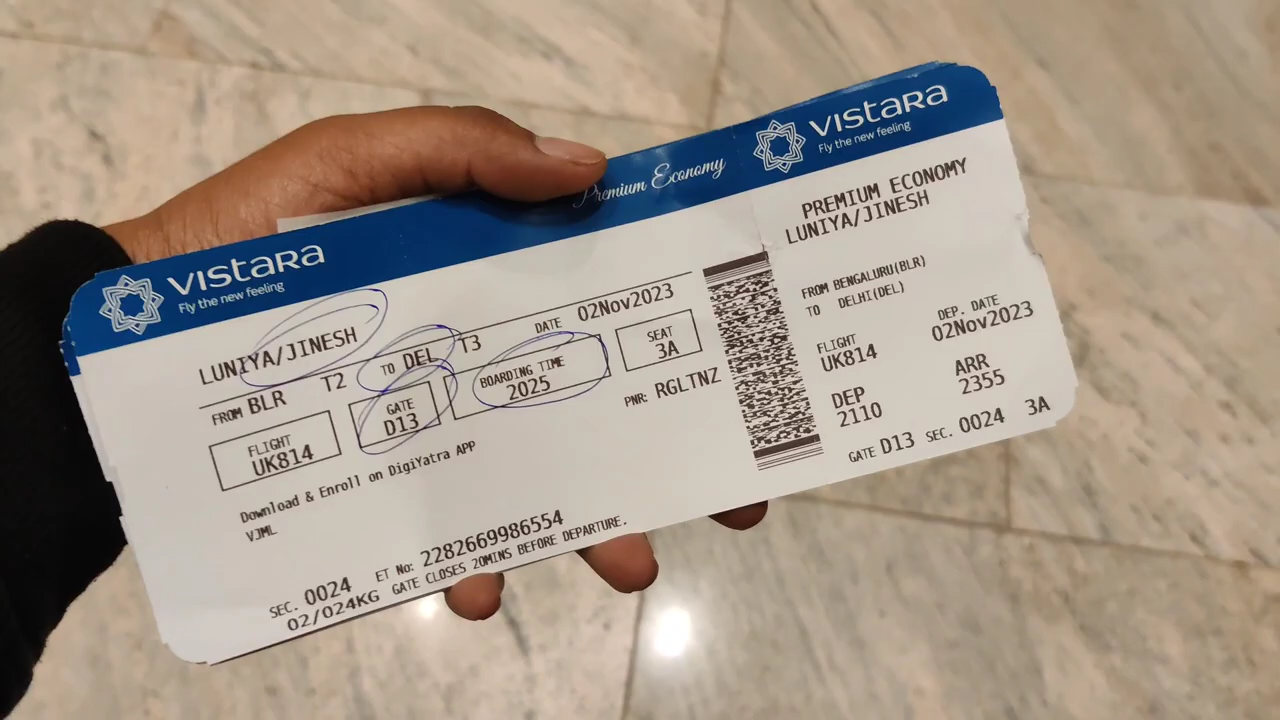 VISTARA
Fly the new feeling
Premium Economy
LUNIYA/JINESH
DATE 02Nov2023
FROM BLR T2 TO DEL T3
FLIGHT
UK814
GATE
D13
BOARDING TIME
2025
SEAT
3A
PNR: RGLTNZ
Download & Enroll on DigiYatra APP
VJML
SEC. 0024 ET No: 2282669986554
02/024KG GATE CLOSES 20MINS BEFORE DEPARTURE.
VISTARA
Fly the new feeling
PREMIUM ECONOMY
LUNIYA/JINESH
FROM BENGALURU(BLR)
TO DELHI(DEL)
FLIGHT
UK814
DEP. DATE
02Nov2023
DEP
2110
ARR
2355
GATE D13 SEC. 0024 3A